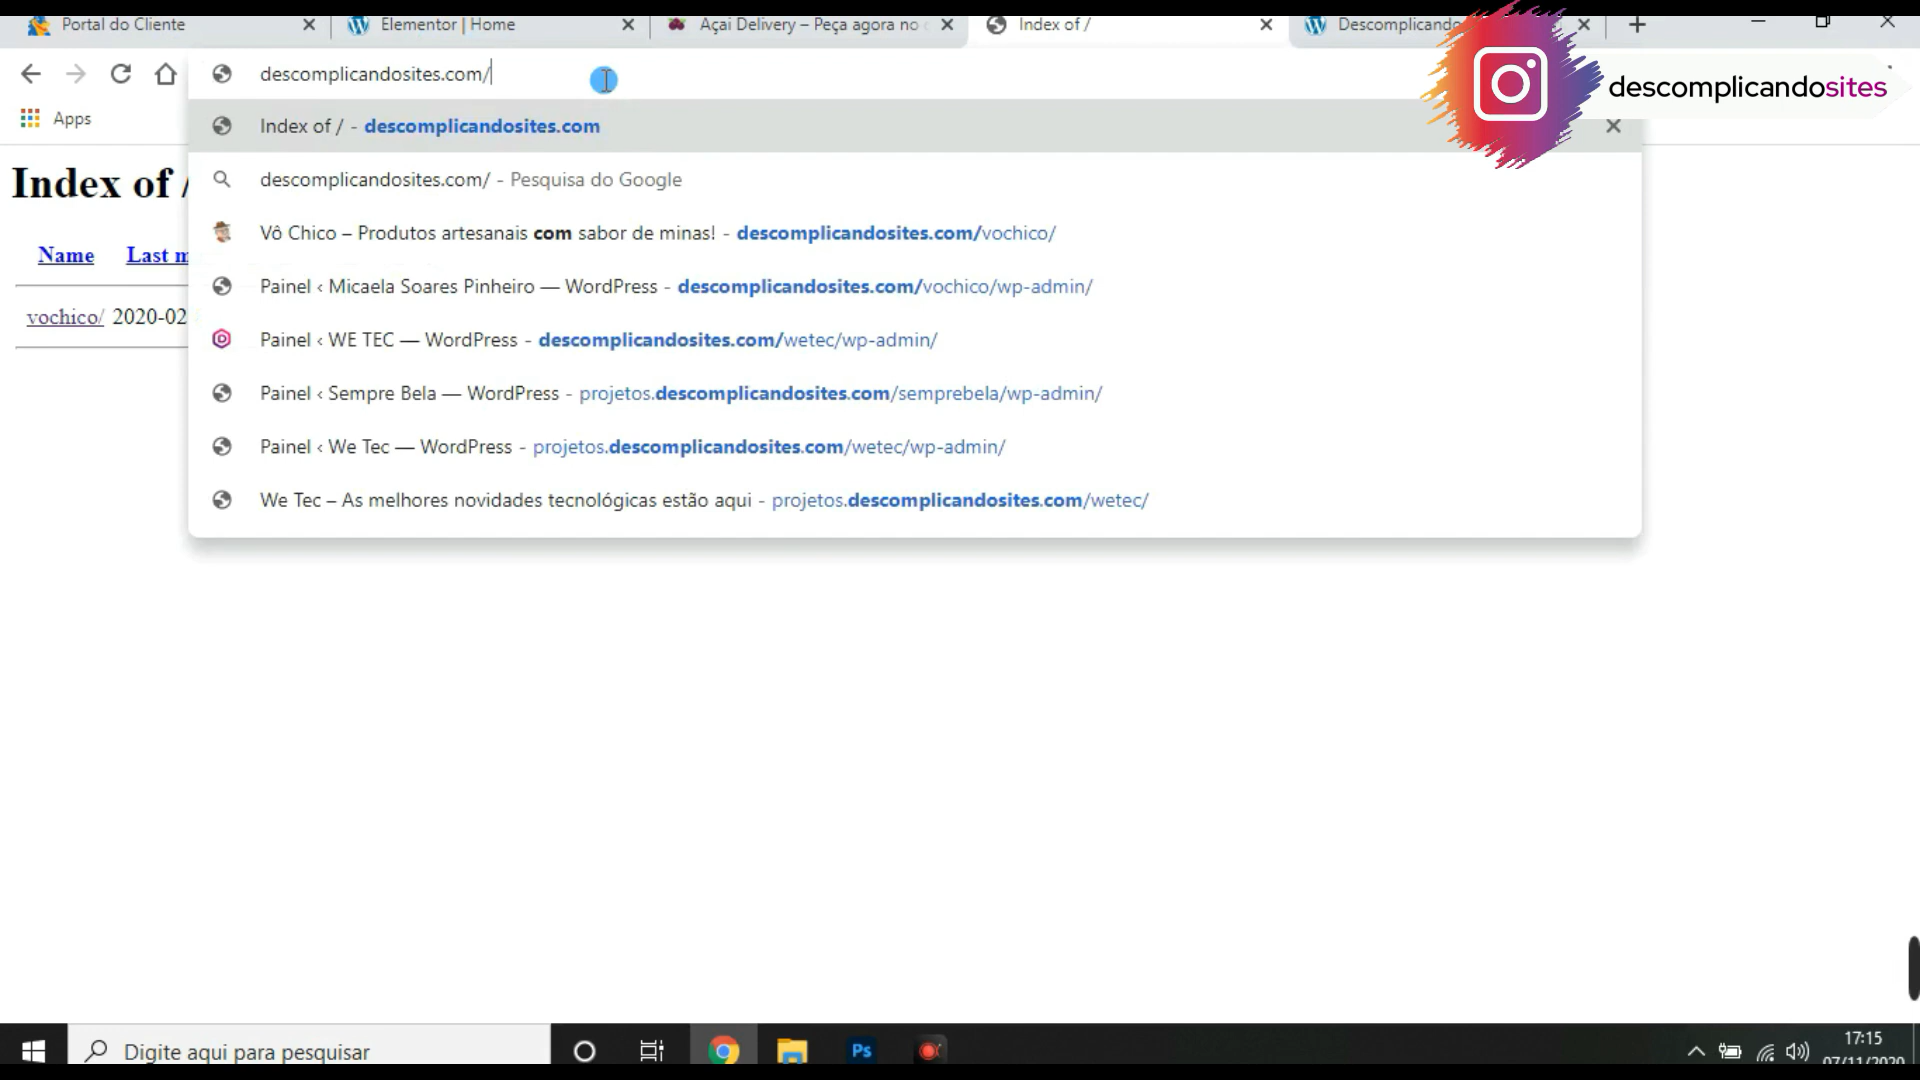 Portal do Cliente
Elementor | Home
Açai Delivery – Peça agora no
Index of /
Descomplicando
descomplicandosites.com/
descomplicandosites
Apps
Index of / - descomplicandosites.com
descomplicandosites.com/ - Pesquisa do Google
Vô Chico – Produtos artesanais com sabor de minas! - descomplicandosites.com/vochico/
Painel ‹ Micaela Soares Pinheiro — WordPress - descomplicandosites.com/vochico/wp-admin/
Painel ‹ WE TEC — WordPress - descomplicandosites.com/wetec/wp-admin/
Painel ‹ Sempre Bela — WordPress - projetos.descomplicandosites.com/semprebela/wp-admin/
Painel ‹ We Tec — WordPress - projetos.descomplicandosites.com/wetec/wp-admin/
We Tec – As melhores novidades tecnológicas estão aqui - projetos.descomplicandosites.com/wetec/
Index of /
Name Last m
vochico/ 2020-02
Digite aqui para pesquisar
Ps
17:15
07/11/2020